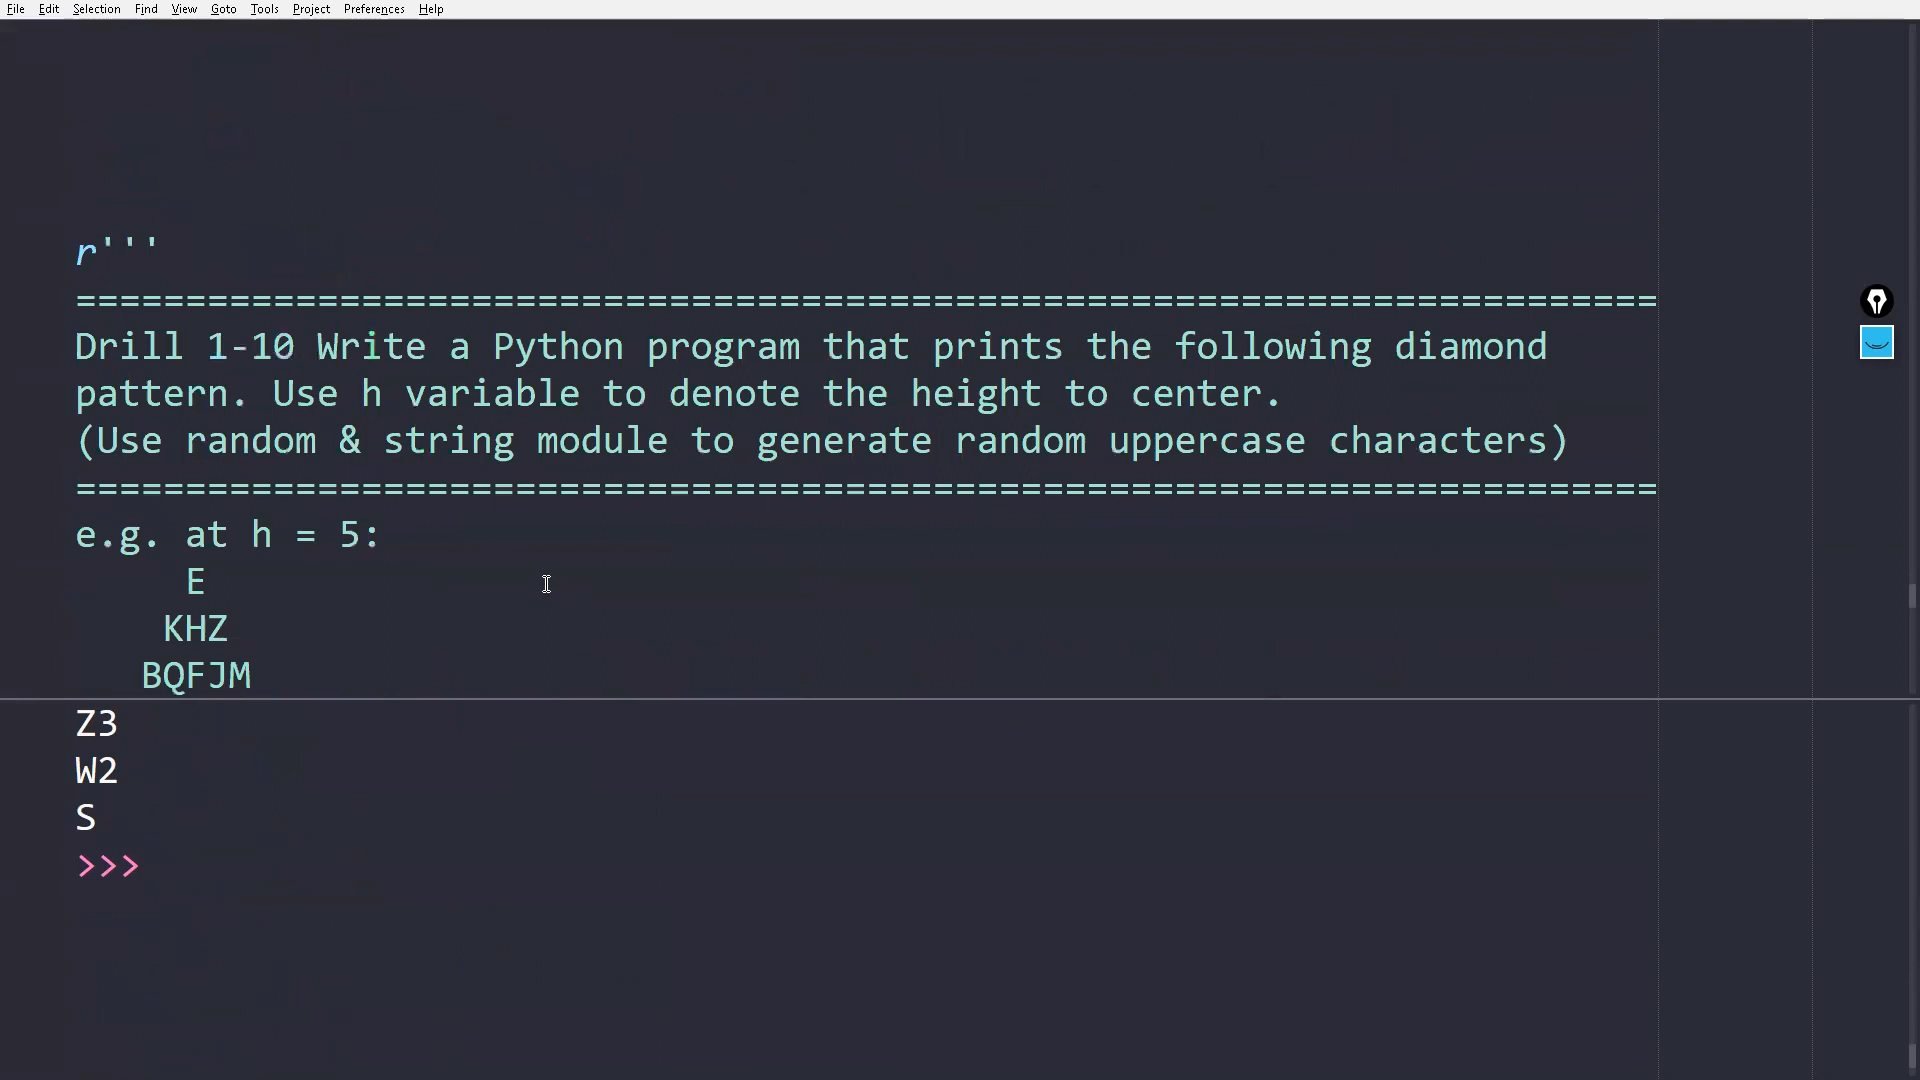 File Edit Selection Find View Goto Tools Project Preferences Help
r'''
========================================================================
Drill 1-10 Write a Python program that prints the following diamond
pattern. Use h variable to denote the height to center.
(Use random & string module to generate random uppercase characters)
========================================================================
e.g. at h = 5:
     E
    KHZ
   BQFJM
Z3
W2
S
>>>